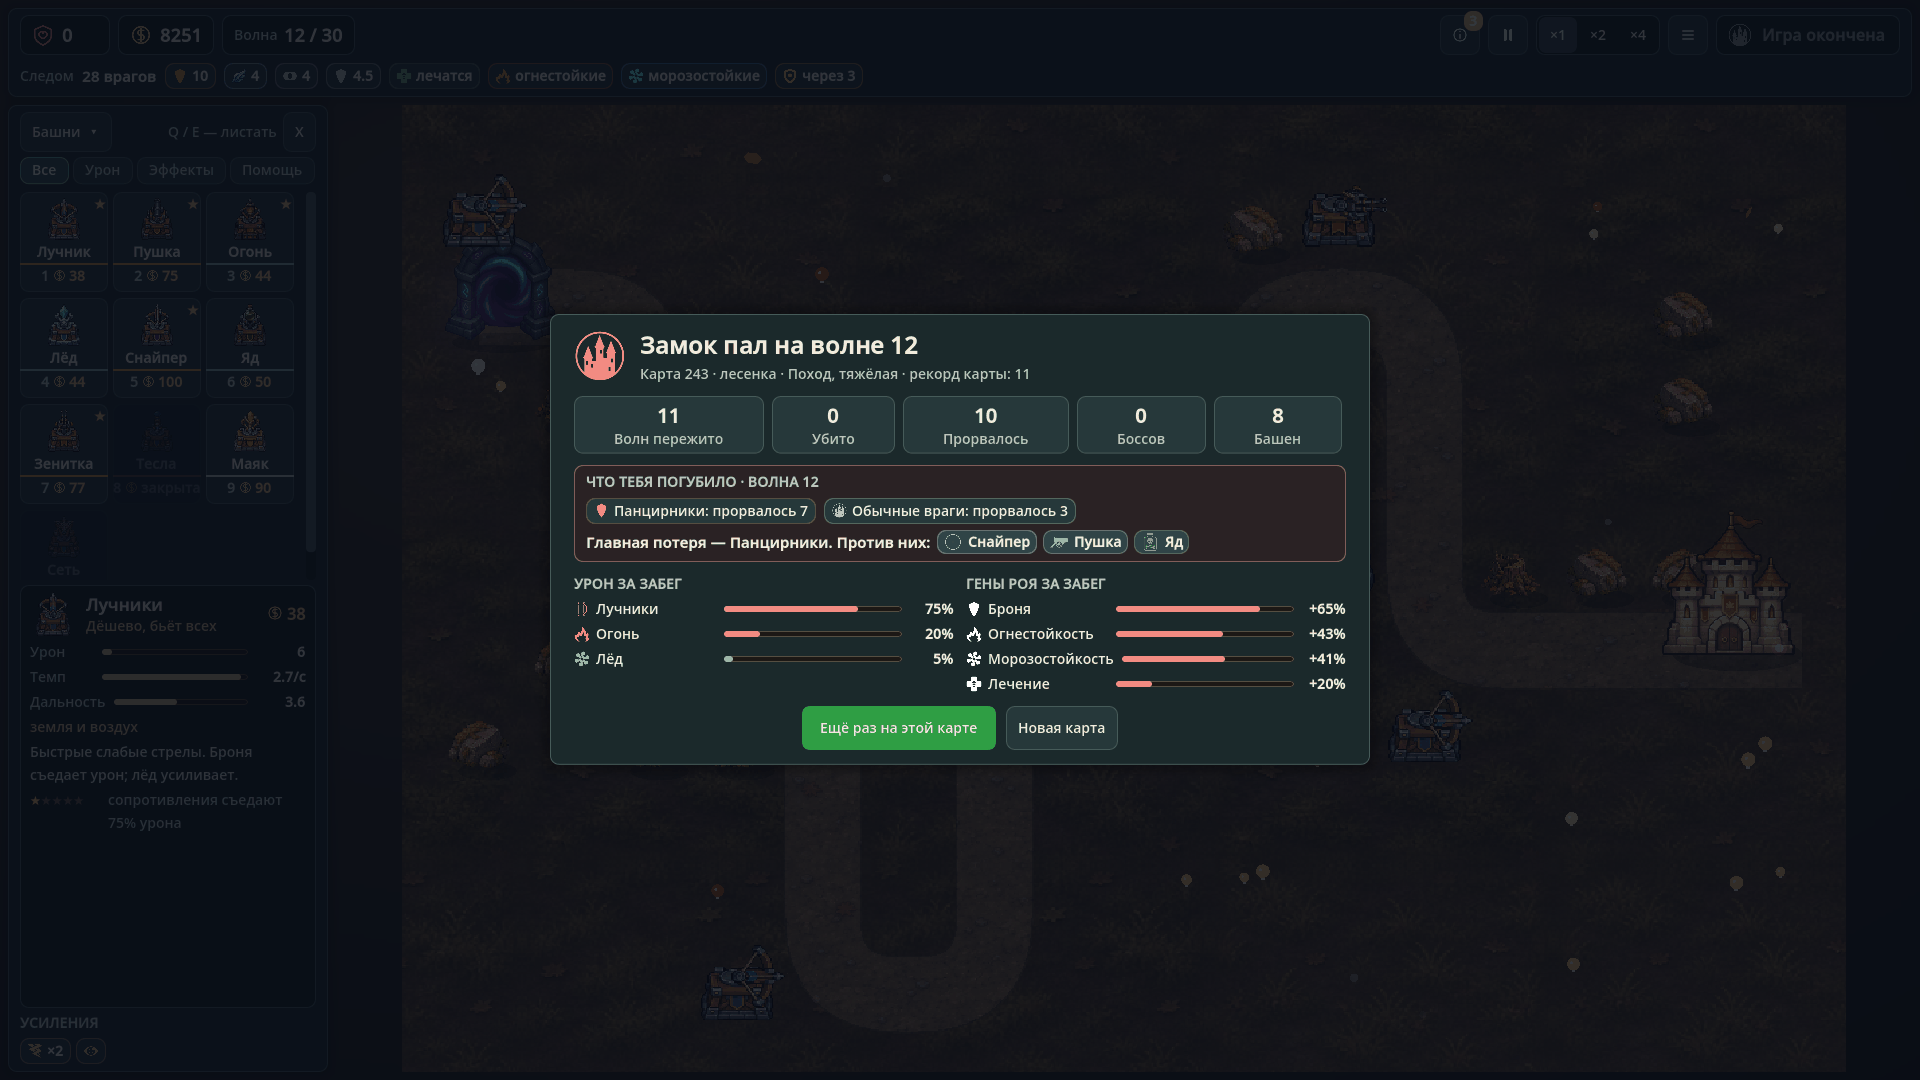 0
8251
Волна 12 / 30
3
×1 ×2 ×4
Игра окончена
Следом 28 врагов 10 4 4 4.5 лечатся огнестойкие морозостойкие через 3
Башни
Q / E — листать X
Все Урон Эффекты Помощь
Лучник Пушка Огонь
1 $ 38 2 $ 75 3 $ 44
Лёд Снайпер Яд
4 $ 44 5 $ 100 6 $ 50
Зенитка Тесла Маяк
7 $ 77 8 $ закрыта 9 $ 90
Сеть
Лучники
Дёшево, бьёт всех
$ 38
Урон 6
Темп 2.7/с
Дальность 3.6
земля и воздух
Быстрые слабые стрелы. Броня
съедает урон; лёд усиливает.
★★★★★ сопротивления съедают
75% урона
УСИЛЕНИЯ
×2
Замок пал на волне 12
Карта 243 · лесенка · Поход, тяжёлая · рекорд карты: 11
11 0 10 0 8
Волн пережито Убито Прорвалось Боссов Башен
ЧТО ТЕБЯ ПОГУБИЛО · ВОЛНА 12
Панцирники: прорвалось 7 Обычные враги: прорвалось 3
Главная потеря — Панцирники. Против них: Снайпер Пушка Яд
УРОН ЗА ЗАБЕГ
Лучники 75%
Огонь 20%
Лёд 5%
ГЕНЫ РОЯ ЗА ЗАБЕГ
Броня +65%
Огнестойкость +43%
Морозостойкость +41%
Лечение +20%
Ещё раз на этой карте Новая карта